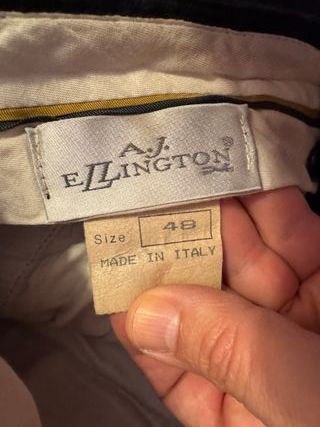 A.J.
ELLINGTON®
Size 48
MADE IN ITALY